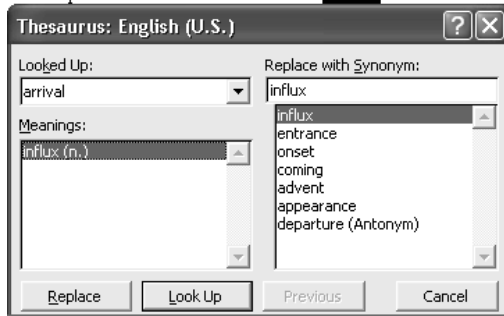 Thesaurus: English (U.S.)
Looked Up:
arrival
Meanings:
influx (n.)
Replace with Synonym:
influx
influx
entrance
onset
coming
advent
appearance
departure (Antonym)
Replace
Look Up
Previous
Cancel